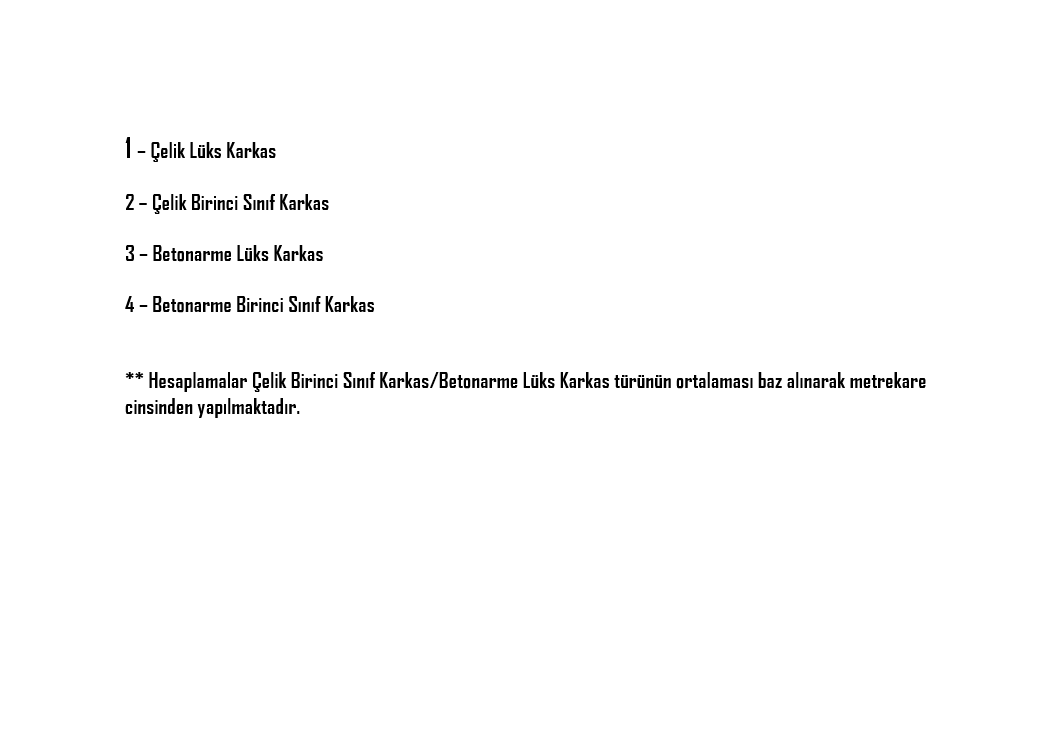 1 – Çelik Lüks Karkas
2 – Çelik Birinci Sınıf Karkas
3 – Betonarme Lüks Karkas
4 – Betonarme Birinci Sınıf Karkas
** Hesaplamalar Çelik Birinci Sınıf Karkas/Betonarme Lüks Karkas türünün ortalaması baz alınarak metrekare
cinsinden yapılmaktadır.